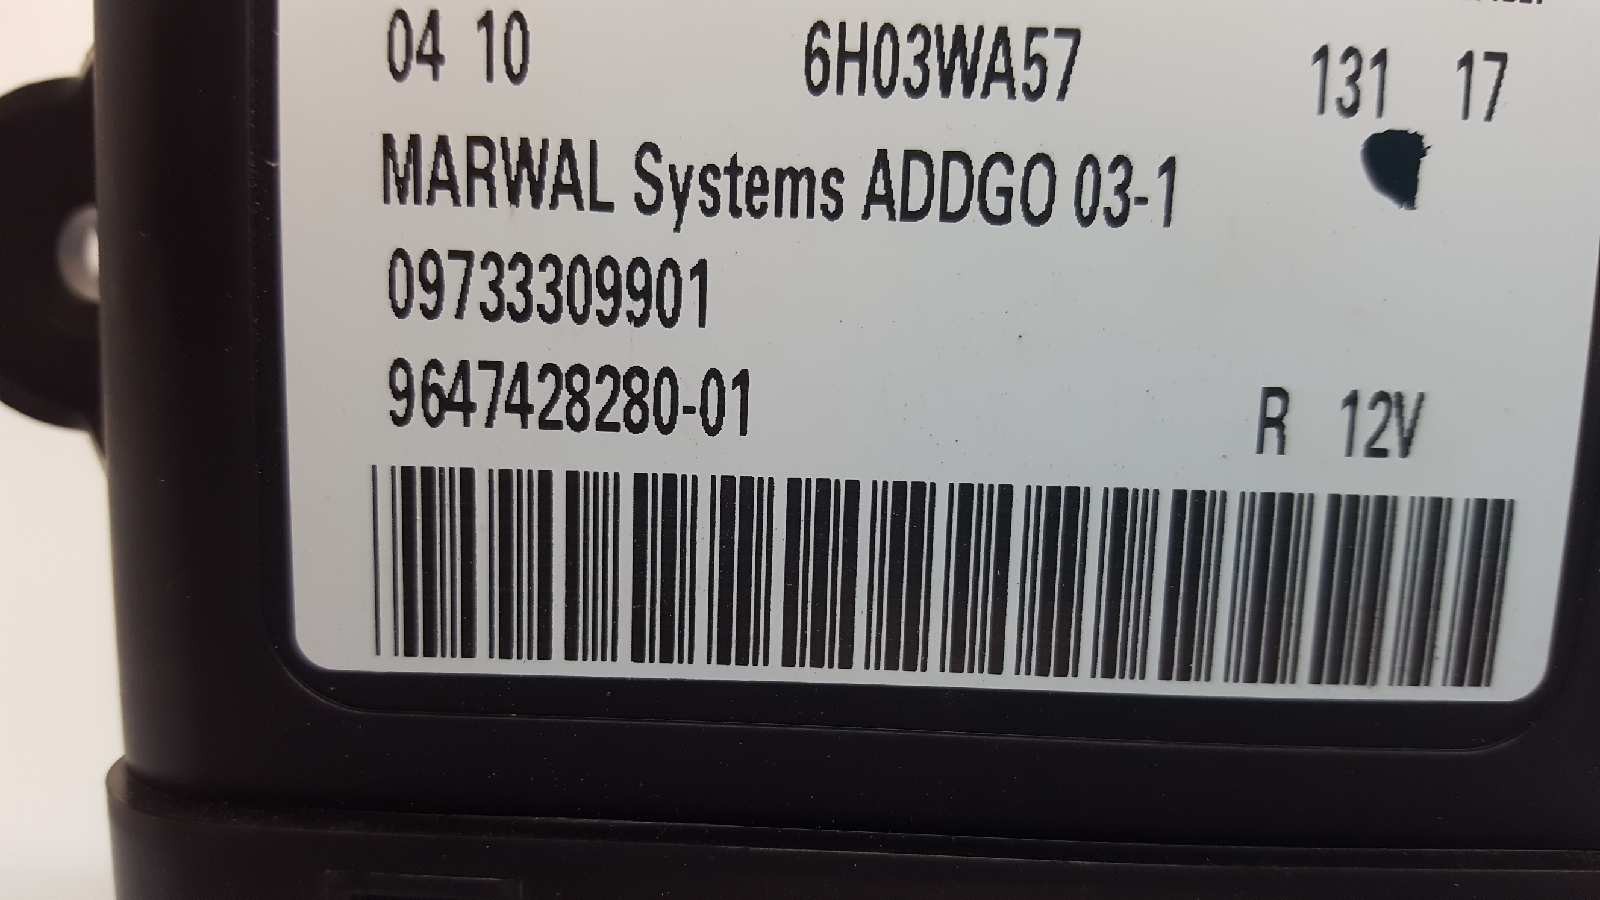 04 10 6H03WA57 131 17
MARWAL Systems ADDGO 03-1
09733309901
9647428280-01 R 12V